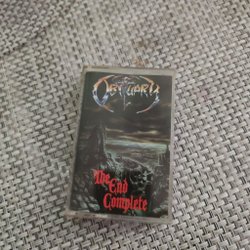 Obituary
The
End
Complete